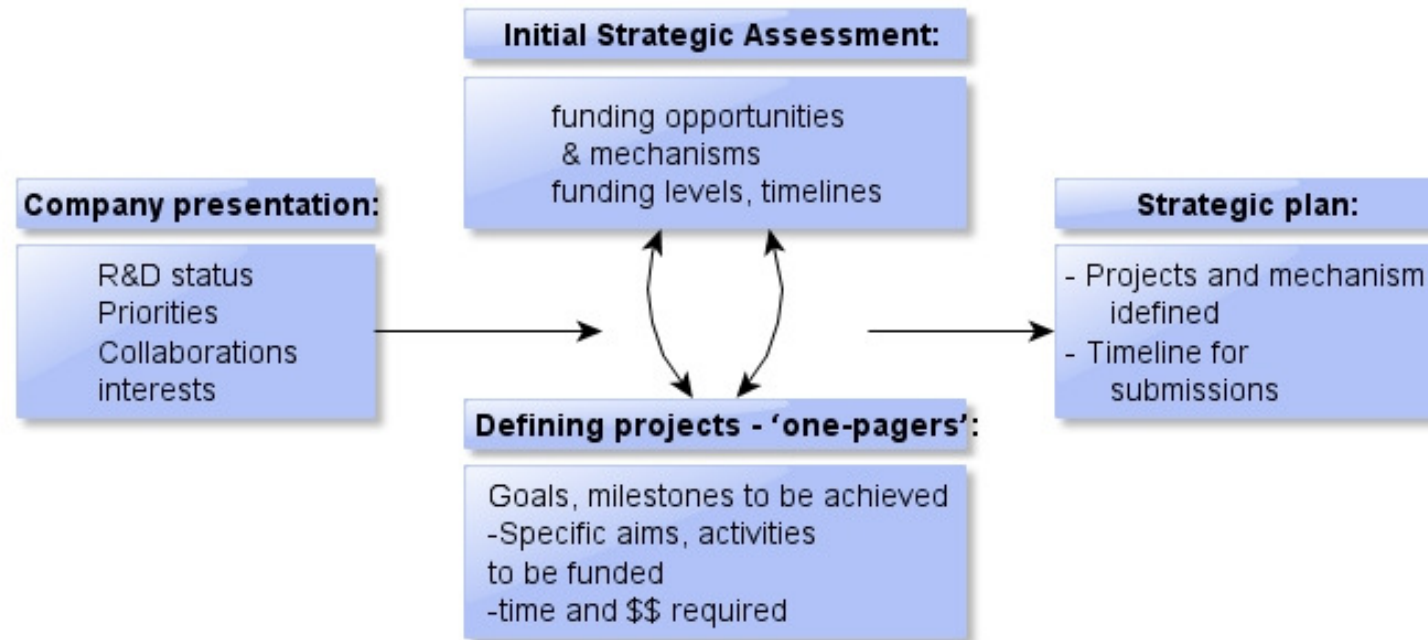 Initial Strategic Assessment:
funding opportunities
& mechanisms
funding levels, timelines
Company presentation:
R&D status
Priorities
Collaborations
interests
Defining projects - ‘one-pagers’:
Goals, milestones to be achieved
-Specific aims, activities
to be funded
-time and $$ required
Strategic plan:
- Projects and mechanism
idefined
- Timeline for
submissions